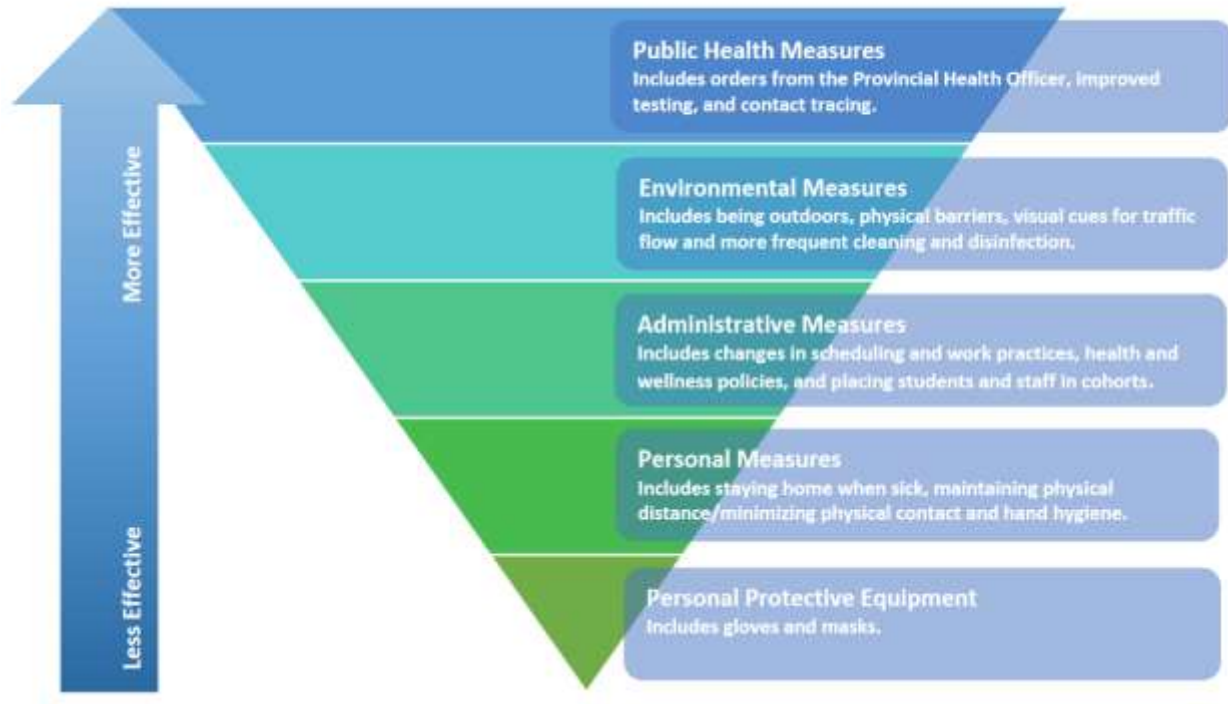 Public Health Measures
Includes orders from the Provincial Health Officer, improved
testing, and contact tracing.
More Effective
Environmental Measures
Includes being outdoors, physical barriers, visual cues for traffic
flow and more frequent cleaning and disinfection.
Administrative Measures
Includes changes in scheduling and work practices, health and
wellness policies, and placing students and staff in cohorts.
Personal Measures
Includes staying home when sick, maintaining physical
distance/minimizing physical contact and hand hygiene.
Less Effective
Personal Protective Equipment
Includes gloves and masks.